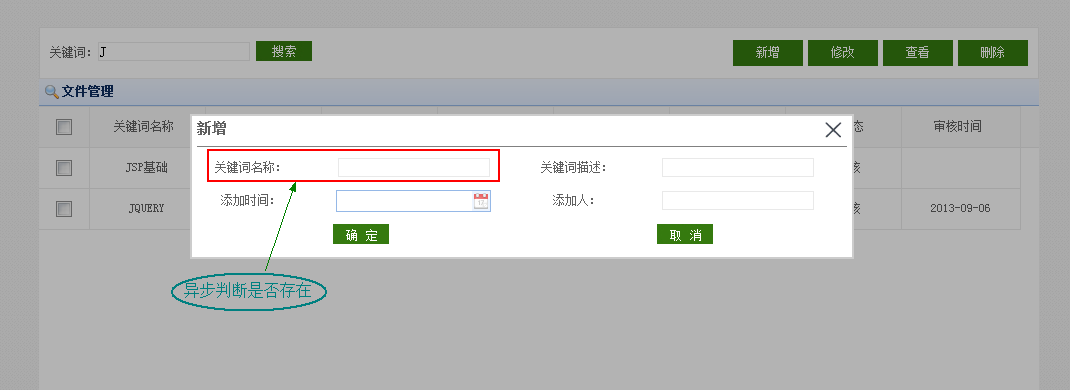 关键词: J 搜索 新增 修改 查看 删除
文件管理
关键词名称 态 审核时间
新增
JSP基础 关键词名称: 关键词描述: 核
JQUERY 添加时间: 添加人: 核 2013-09-06
确 定 取 消
异步判断是否存在